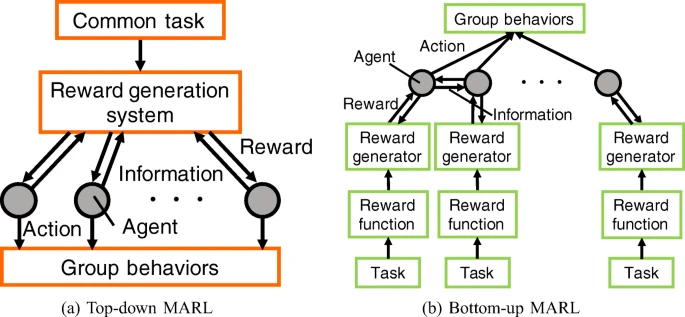 Common task
Reward generation
system
Reward
Information
Action
Agent
Group behaviors
(a) Top-down MARL
Group behaviors
Action
Agent
Reward
Information
Reward
generator
Reward
generator
Reward
generator
Reward
function
Reward
function
Reward
function
Task
Task
Task
(b) Bottom-up MARL